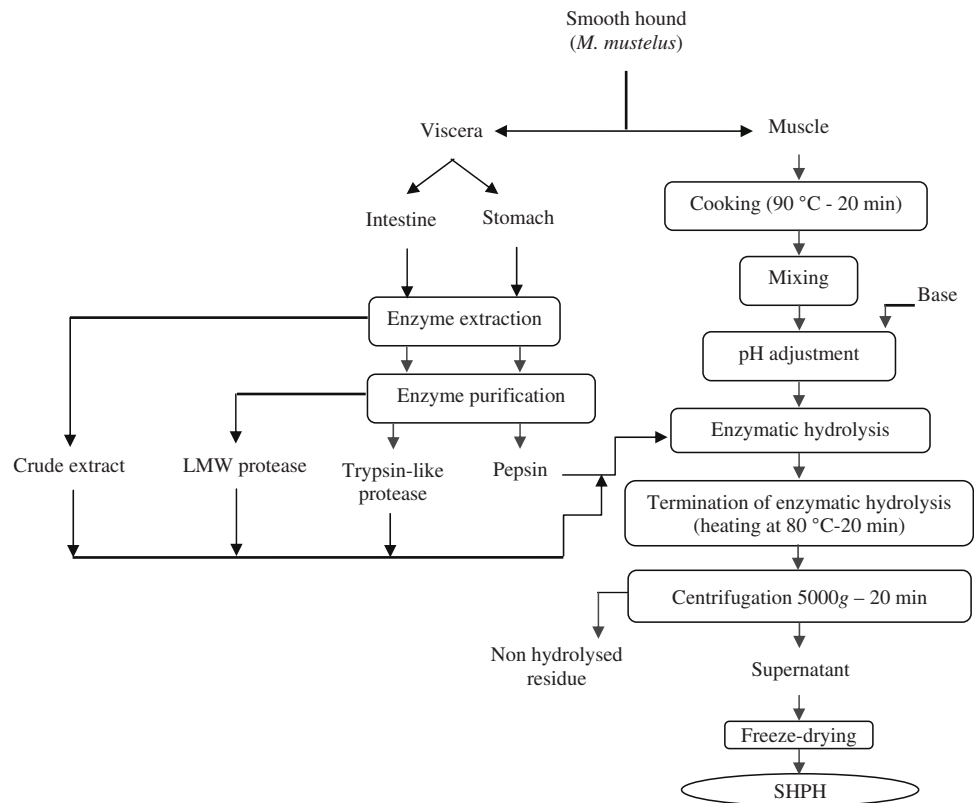 Smooth hound
(M. mustelus)
Viscera
Muscle
Cooking (90 °C - 20 min)
Intestine
Stomach
Mixing
Base
Enzyme extraction
pH adjustment
Enzyme purification
Enzymatic hydrolysis
Crude extract
LMW protease
Trypsin-like
protease
Pepsin
Termination of enzymatic hydrolysis
(heating at 80 °C-20 min)
Centrifugation 5000g – 20 min
Non hydrolysed
residue
Supernatant
Freeze-drying
SHPH